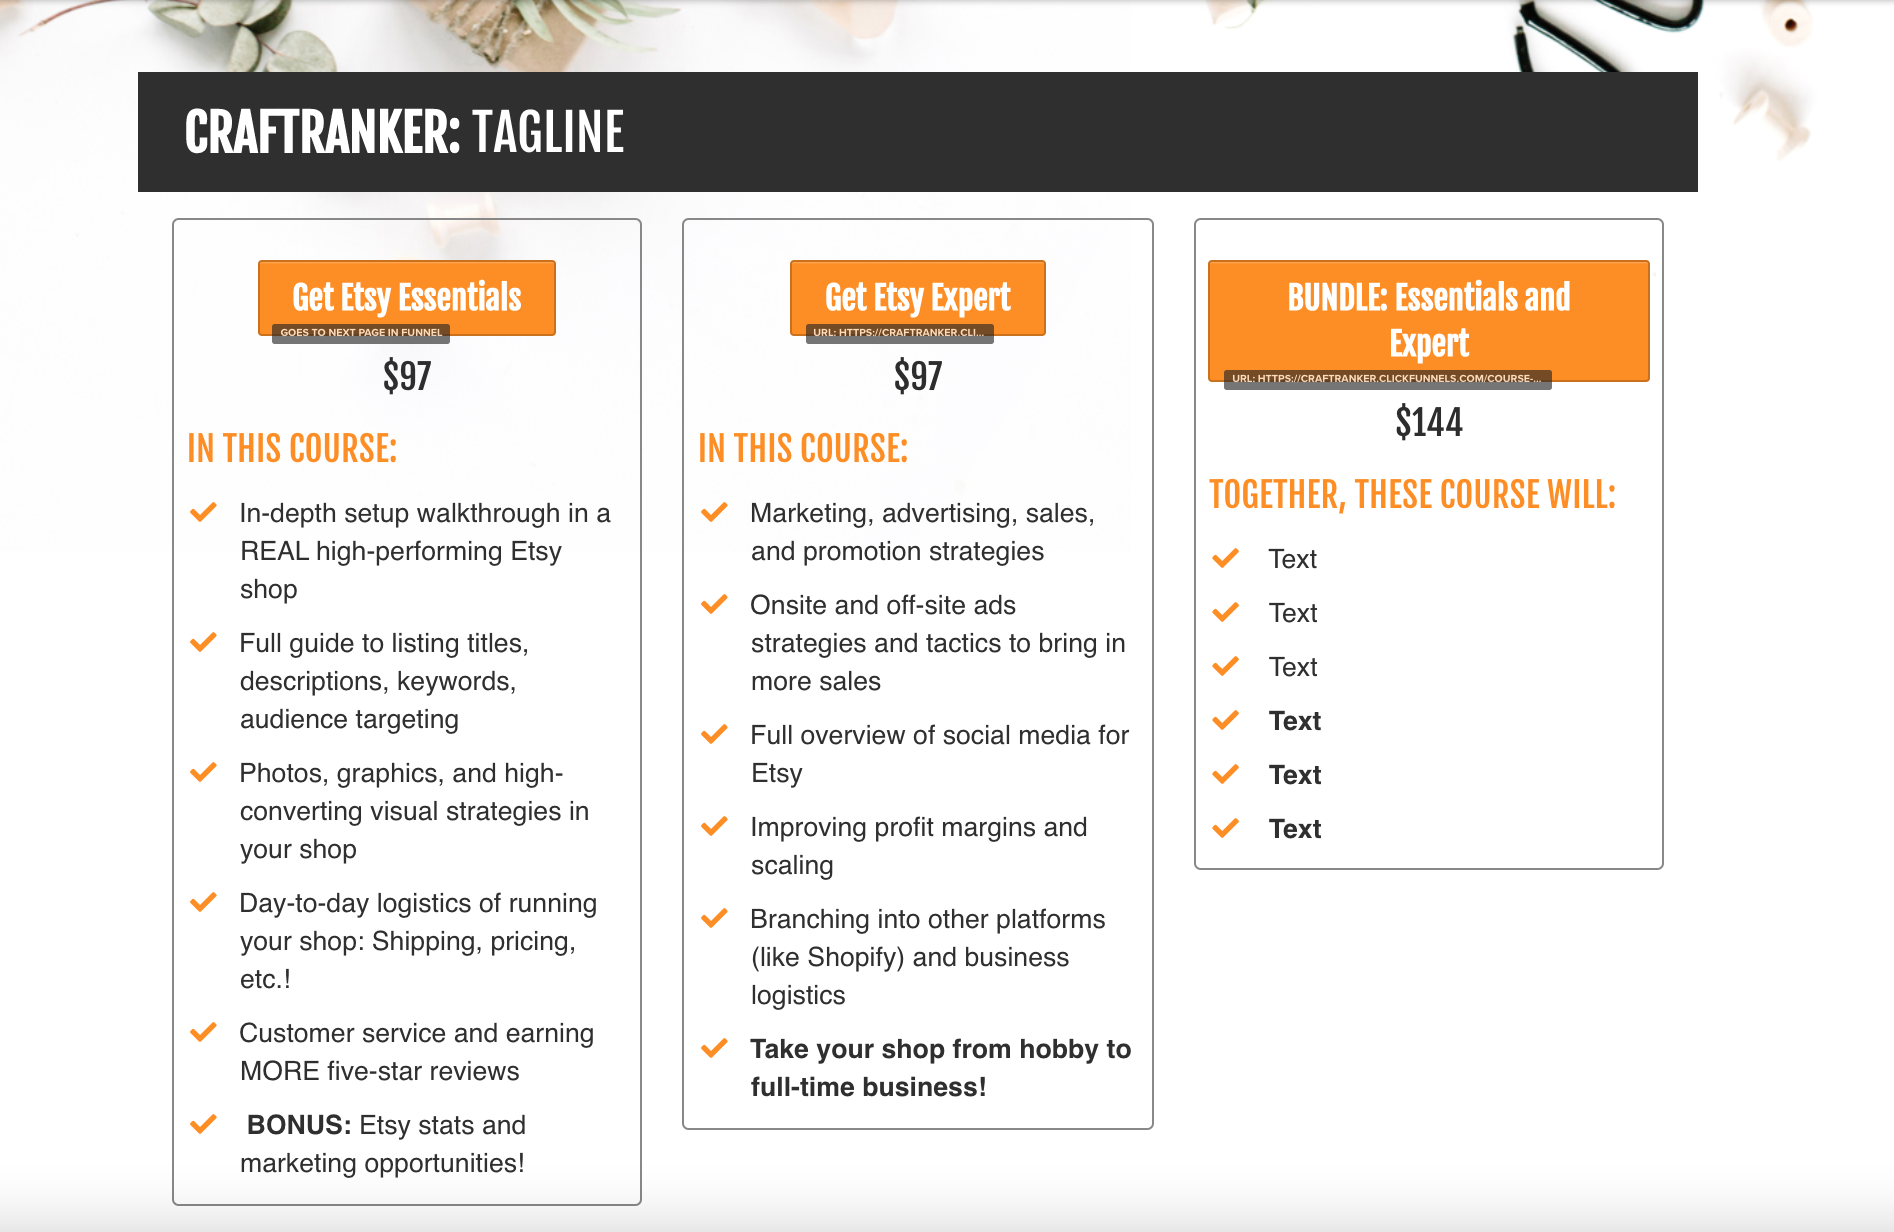 CRAFTRANKER: TAGLINE
Get Etsy Essentials
GOES TO NEXT PAGE IN FUNNEL
$97
IN THIS COURSE:
In-depth setup walkthrough in a
REAL high-performing Etsy
shop
Full guide to listing titles,
descriptions, keywords,
audience targeting
Photos, graphics, and high-
converting visual strategies in
your shop
Day-to-day logistics of running
your shop: Shipping, pricing,
etc.!
Customer service and earning
MORE five-star reviews
BONUS: Etsy stats and
marketing opportunities!
Get Etsy Expert
URL: HTTPS://CRAFTRANKER.CLI...
$97
IN THIS COURSE:
Marketing, advertising, sales,
and promotion strategies
Onsite and off-site ads
strategies and tactics to bring in
more sales
Full overview of social media for
Etsy
Improving profit margins and
scaling
Branching into other platforms
(like Shopify) and business
logistics
Take your shop from hobby to
full-time business!
BUNDLE: Essentials and
Expert
URL: HTTPS://CRAFTRANKER.CLICKFUNNELS.COM/COURSE-...
$144
TOGETHER, THESE COURSE WILL:
Text
Text
Text
Text
Text
Text